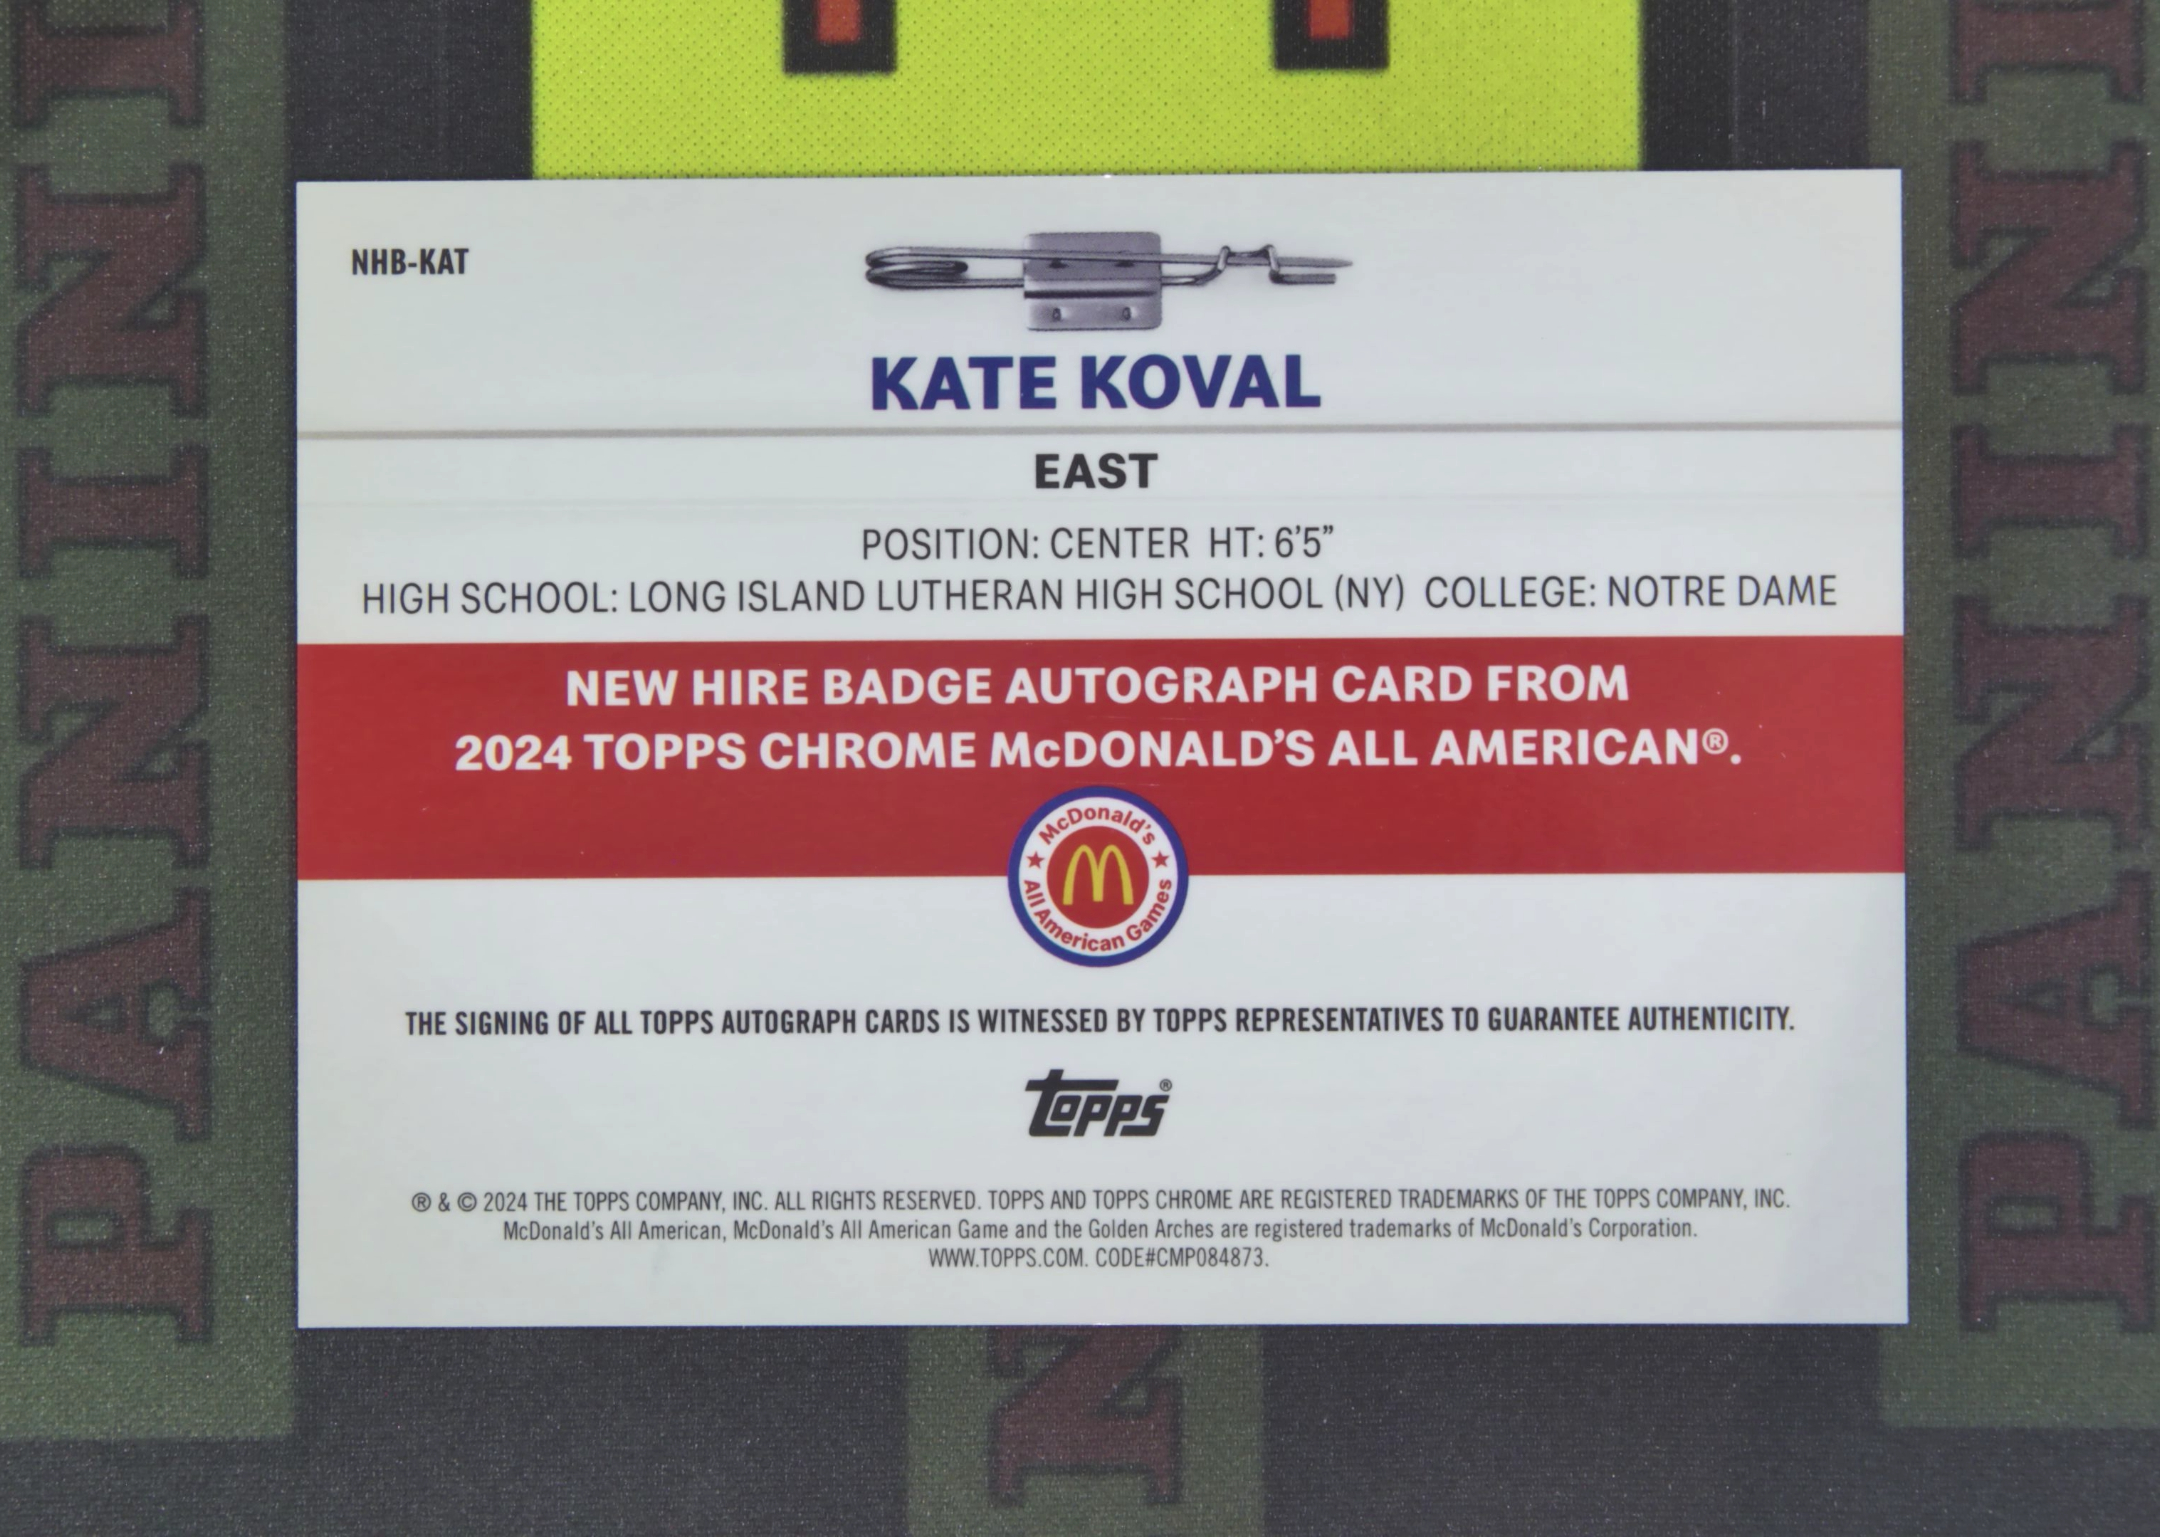 NHB-KAT
KATE KOVAL
EAST
POSITION: CENTER HT: 6'5"
HIGH SCHOOL: LONG ISLAND LUTHERAN HIGH SCHOOL (NY) COLLEGE: NOTRE DAME
NEW HIRE BADGE AUTOGRAPH CARD FROM
2024 TOPPS CHROME McDONALD'S ALL AMERICAN®.
McDonald's
All American Games
THE SIGNING OF ALL TOPPS AUTOGRAPH CARDS IS WITNESSED BY TOPPS REPRESENTATIVES TO GUARANTEE AUTHENTICITY.
topps®
® & © 2024 THE TOPPS COMPANY, INC. ALL RIGHTS RESERVED. TOPPS AND TOPPS CHROME ARE REGISTERED TRADEMARKS OF THE TOPPS COMPANY, INC.
McDonald's All American, McDonald's All American Game and the Golden Arches are registered trademarks of McDonald's Corporation.
WWW.TOPPS.COM. CODE#CMP084873.
PANINI
PANINI